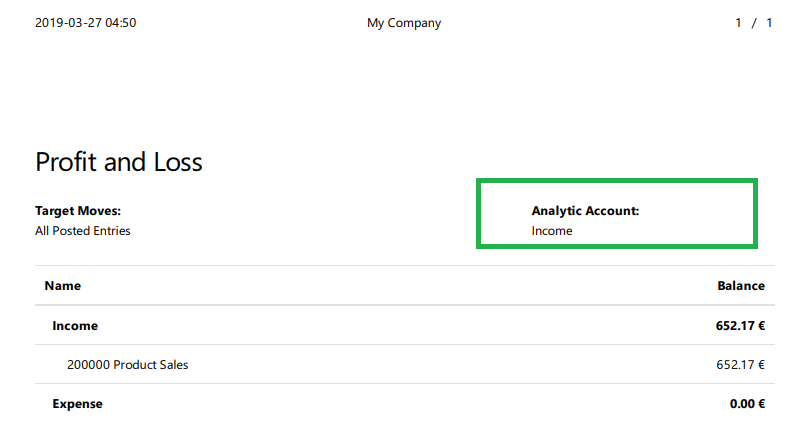 2019-03-27 04:50 My Company 1 / 1
Profit and Loss
Target Moves: Analytic Account:
All Posted Entries Income
Name Balance
Income 652.17 €
200000 Product Sales 652.17 €
Expense 0.00 €